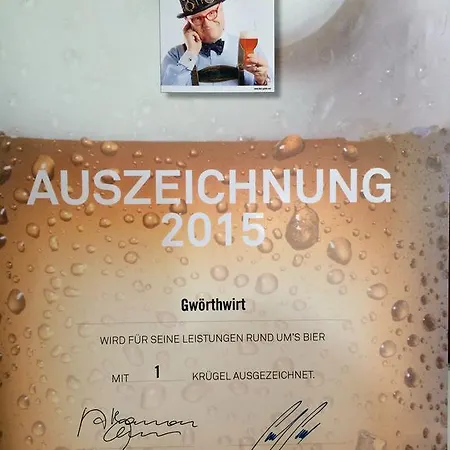 AUSZEICHNUNG
2015
Gwörthwirt
WIRD FÜR SEINE LEISTUNGEN RUND UM'S BIER
MIT 1 KRÜGEL AUSGEZEICHNET.